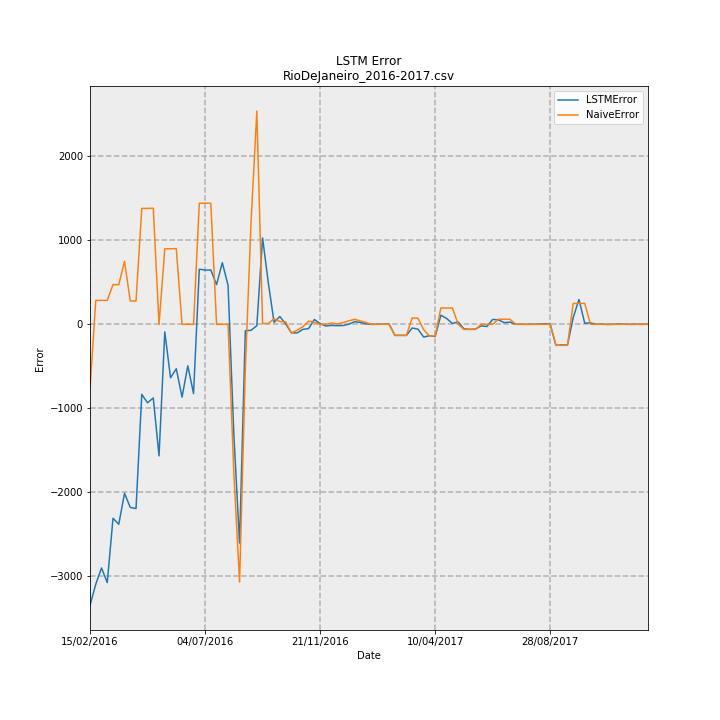 LSTM Error
RioDeJaneiro_2016-2017.csv
LSTMError
NaiveError
2000
1000
0
−1000
−2000
−3000
Error
15/02/2016
04/07/2016
21/11/2016
10/04/2017
28/08/2017
Date